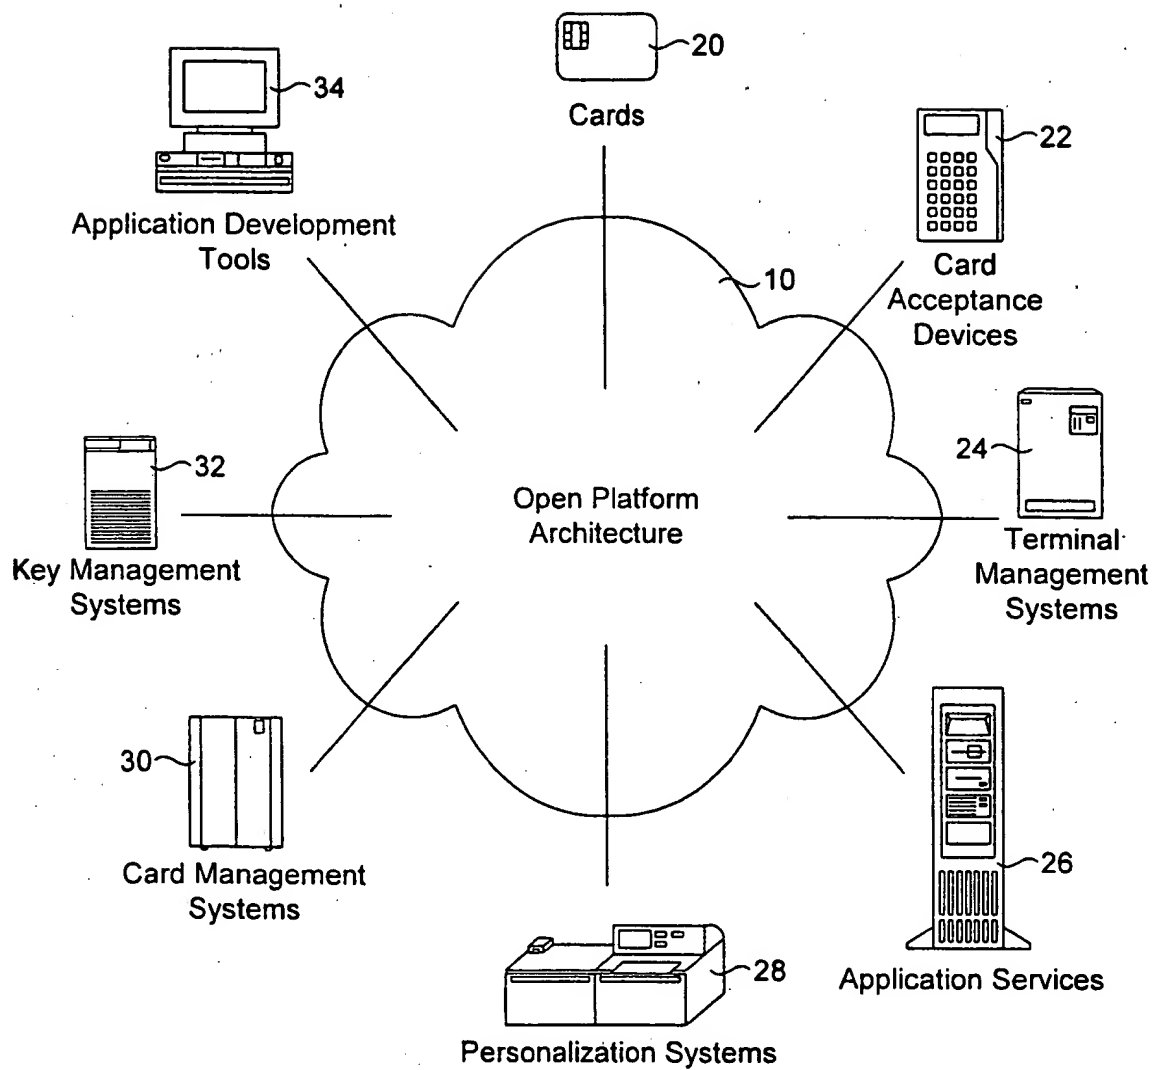 20
Cards
34
Application Development
Tools
22
Card
Acceptance
Devices
10
24
Terminal
Management
Systems
32
Key Management
Systems
Open Platform
Architecture
30
Card Management
Systems
26
Application Services
28
Personalization Systems